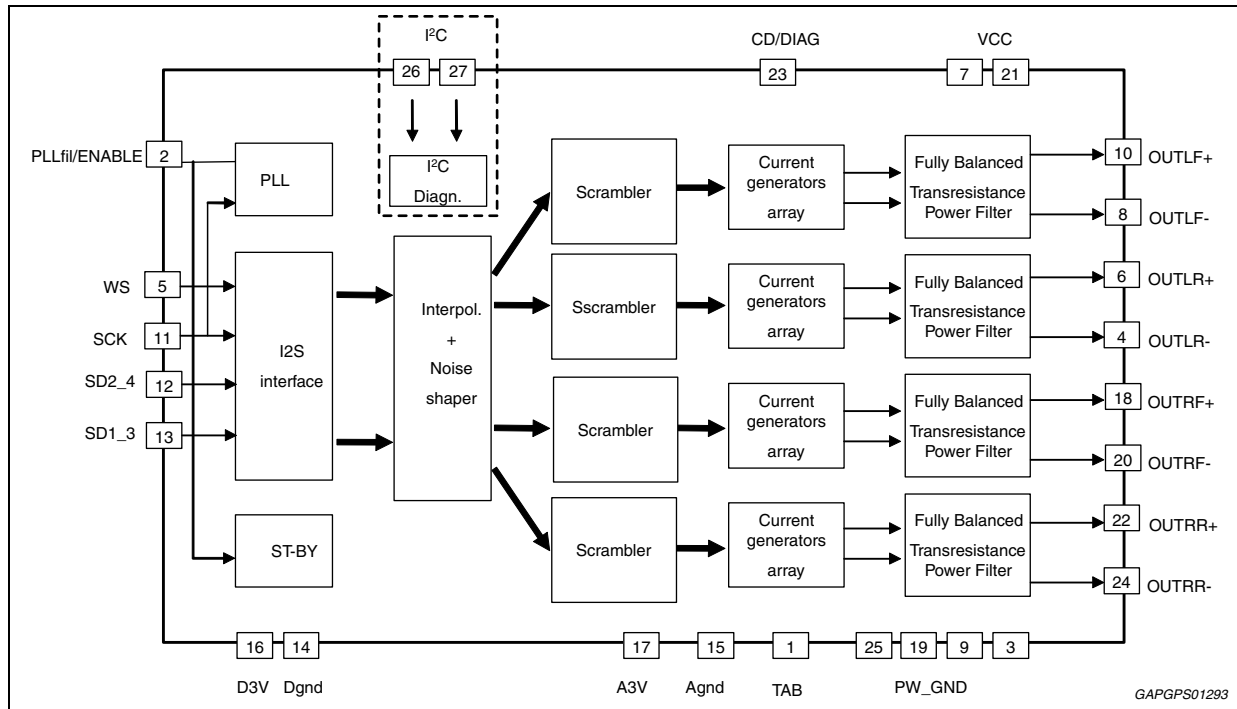 I²C
CD/DIAG
VCC
26
27
23
7
21
PLLfil/ENABLE
2
PLL
I²C
Diagn.
Scrambler
Current
generators
array
Fully Balanced
Transresistance
Power Filter
10
OUTLF+
8
OUTLF-
WS
5
SCK
11
SD2_4
12
SD1_3
13
I2S
interface
Interpol.
+
Noise
shaper
Sscrambler
Current
generators
array
Fully Balanced
Transresistance
Power Filter
6
OUTLR+
4
OUTLR-
Scrambler
Current
generators
array
Fully Balanced
Transresistance
Power Filter
18
OUTRF+
20
OUTRF-
ST-BY
Scrambler
Current
generators
array
Fully Balanced
Transresistance
Power Filter
22
OUTRR+
24
OUTRR-
16
14
17
15
1
25
19
9
3
D3V
Dgnd
A3V
Agnd
TAB
PW_GND
GAPGPS01293